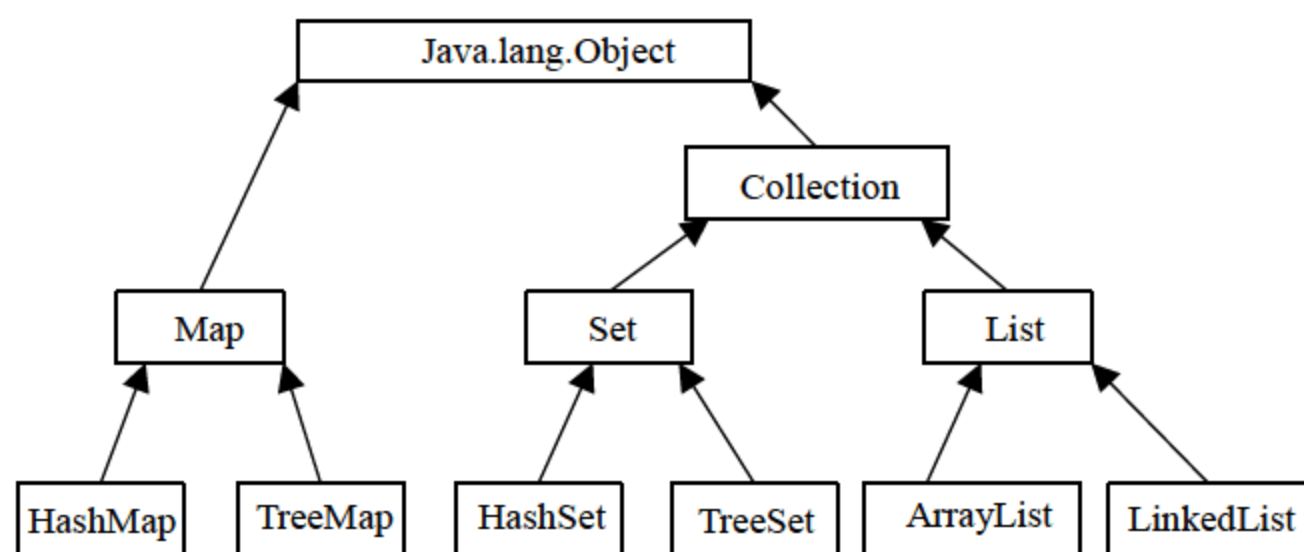 Java.lang.Object
Collection
Map
Set
List
HashMap
TreeMap
HashSet
TreeSet
ArrayList
LinkedList